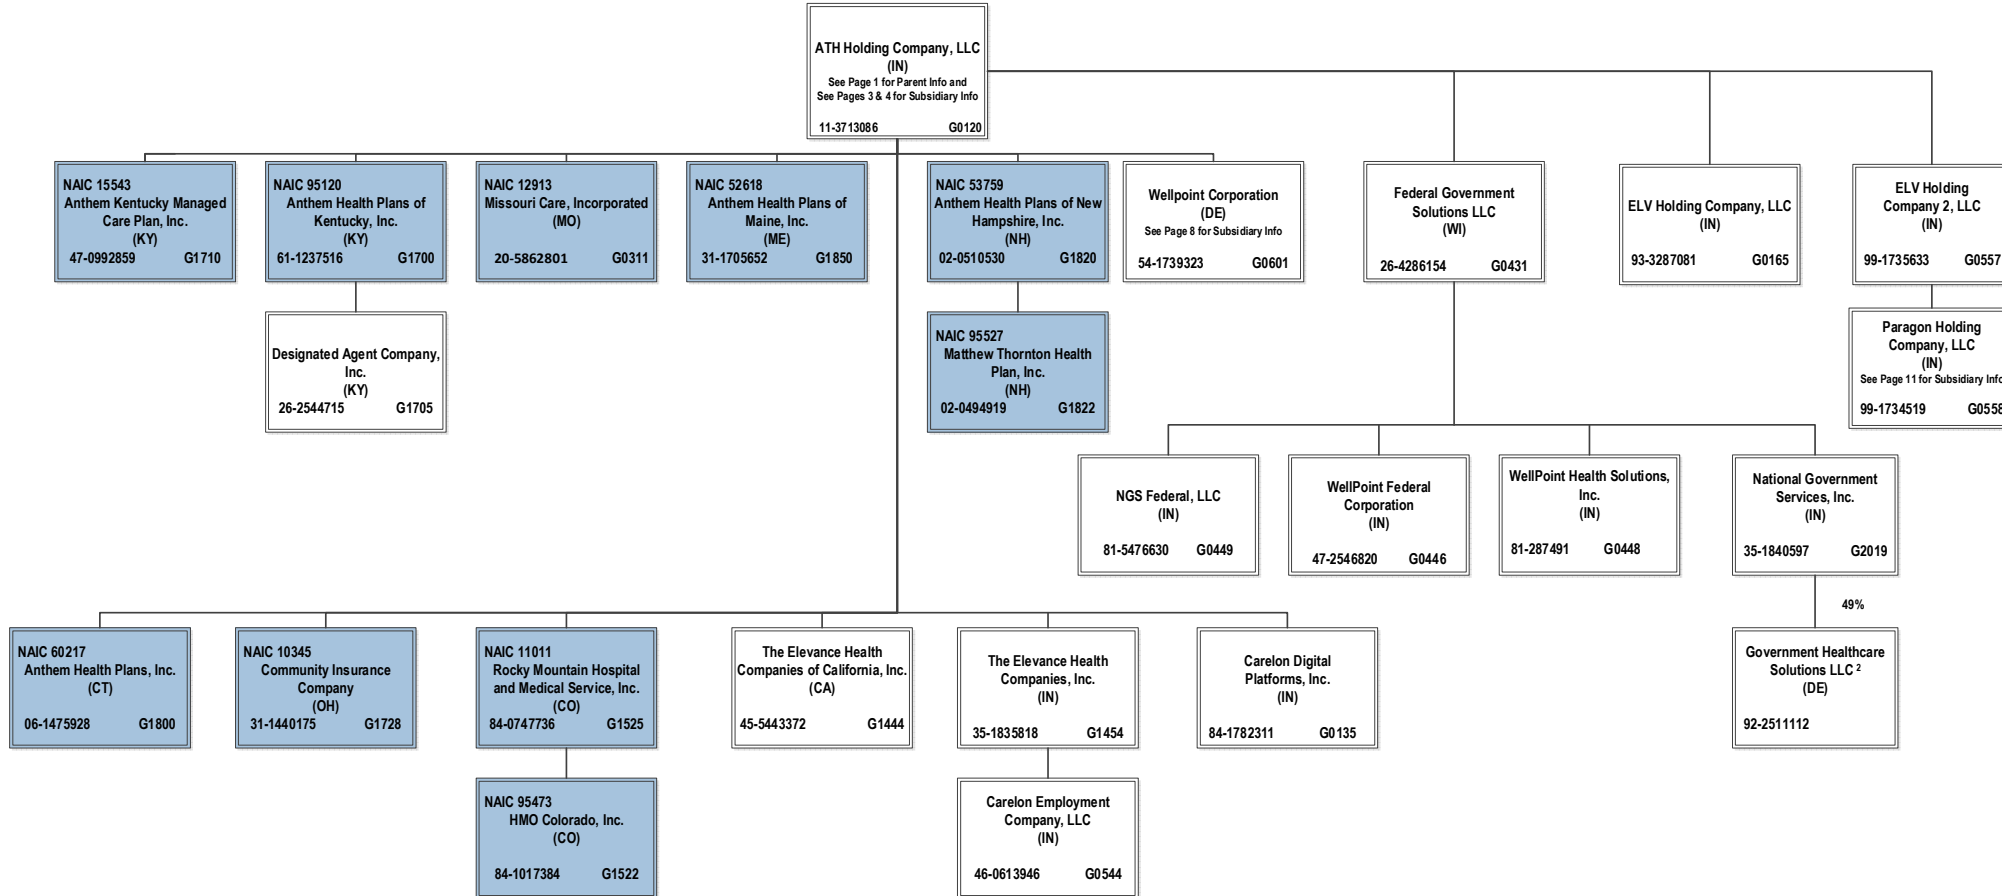 ATH Holding Company, LLC
(IN)
See Page 1 for Parent Info and
See Pages 3 & 4 for Subsidiary Info
11-3713086 G0120
NAIC 15543
Anthem Kentucky Managed
Care Plan, Inc.
(KY)
47-0992859 G1710
NAIC 95120
Anthem Health Plans of
Kentucky, Inc.
(KY)
61-1237516 G1700
NAIC 12913
Missouri Care, Incorporated
(MO)
20-5862801 G0311
NAIC 52618
Anthem Health Plans of
Maine, Inc.
(ME)
31-1705652 G1850
NAIC 53759
Anthem Health Plans of New
Hampshire, Inc.
(NH)
02-0510530 G1820
Wellpoint Corporation
(DE)
See Page 8 for Subsidiary Info
54-1739323 G0601
Federal Government
Solutions LLC
(WI)
26-4286154 G0431
ELV Holding Company, LLC
(IN)
93-3287081 G0165
ELV Holding
Company 2, LLC
(IN)
99-1735633 G0557
Designated Agent Company,
Inc.
(KY)
26-2544715 G1705
NAIC 95527
Matthew Thornton Health
Plan, Inc.
(NH)
02-0494919 G1822
Paragon Holding
Company, LLC
(IN)
See Page 11 for Subsidiary Info
99-1734519 G0558
NGS Federal, LLC
(IN)
81-5476630 G0449
WellPoint Federal
Corporation
(IN)
47-2546820 G0446
WellPoint Health Solutions,
Inc.
(IN)
81-287491 G0448
National Government
Services, Inc.
(IN)
35-1840597 G2019
49%
NAIC 60217
Anthem Health Plans, Inc.
(CT)
06-1475928 G1800
NAIC 10345
Community Insurance
Company
(OH)
31-1440175 G1728
NAIC 11011
Rocky Mountain Hospital
and Medical Service, Inc.
(CO)
84-0747736 G1525
The Elevance Health
Companies of California, Inc.
(CA)
45-5443372 G1444
The Elevance Health
Companies, Inc.
(IN)
35-1835818 G1454
Carelon Digital
Platforms, Inc.
(IN)
84-1782311 G0135
Government Healthcare
Solutions LLC ²
(DE)
92-2511112
NAIC 95473
HMO Colorado, Inc.
(CO)
84-1017384 G1522
Carelon Employment
Company, LLC
(IN)
46-0613946 G0544